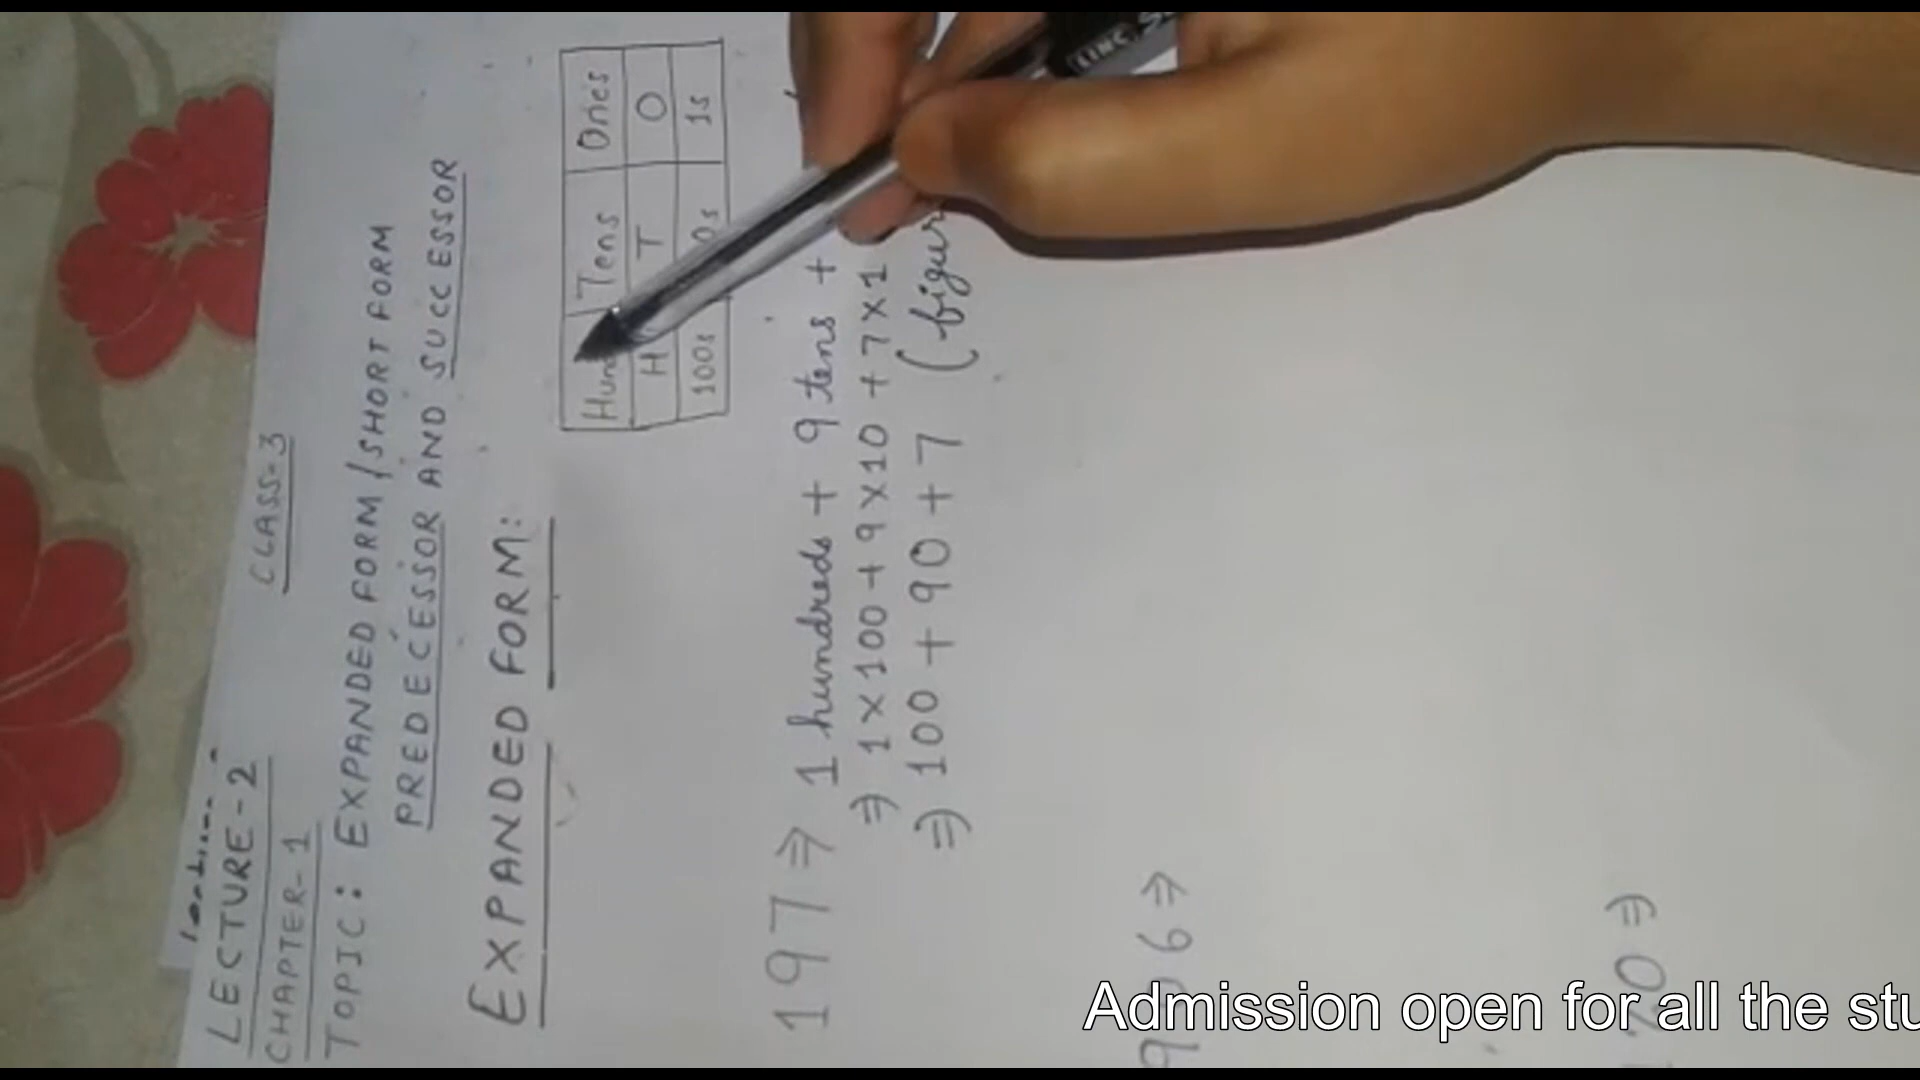 LECTURE-2
CLASS-3
CHAPTER-1
TOPIC: EXPANDED FORM/SHORT FORM
PREDECESSOR AND SUCCESSOR
EXPANDED FORM:
Tens Ones
H T O
100s 1s
197 ⇒ 1 hundreds + 9 tens +
⇒ 1×100 + 9×10 + 7×1
⇒ 100 + 90 + 7
LINC
Admission open for all the